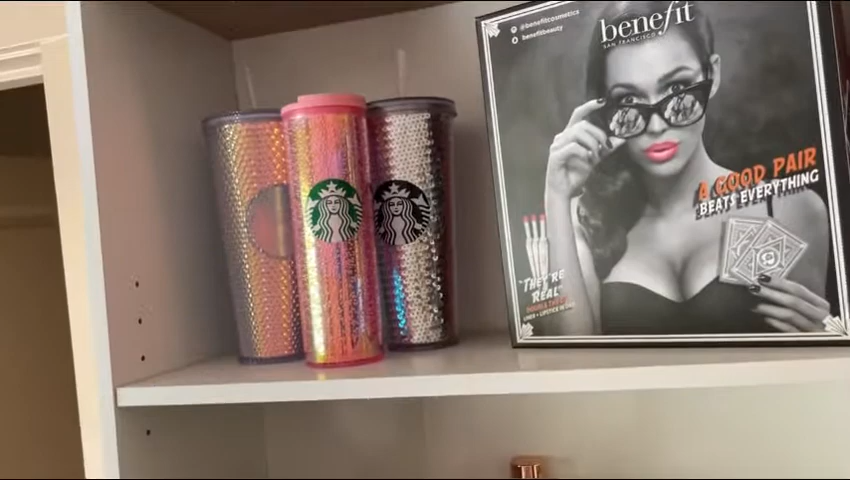 @benefitcosmetics
benefitbeauty
benefit
SAN FRANCISCO
A GOOD PAIR
BEATS EVERYTHING
"THEY'RE
REAL"